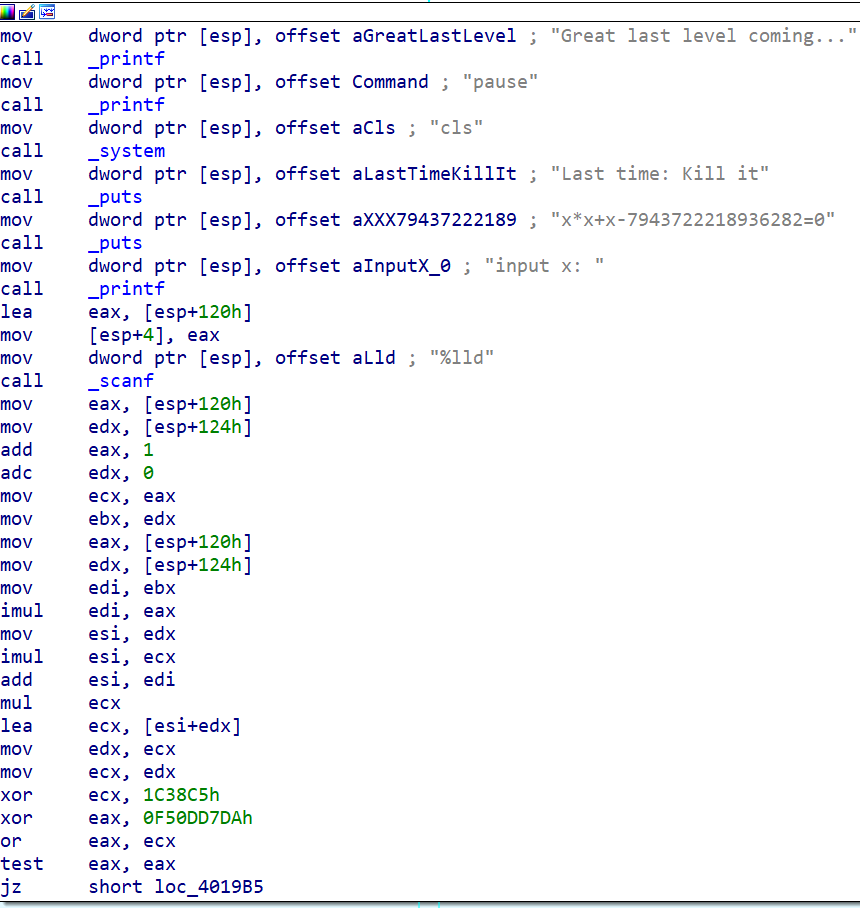 mov dword ptr [esp], offset aGreatLastLevel ; "Great last level coming..."
call _printf
mov dword ptr [esp], offset Command ; "pause"
call _printf
mov dword ptr [esp], offset aCls ; "cls"
call _system
mov dword ptr [esp], offset aLastTimeKillIt ; "Last time: Kill it"
call _puts
mov dword ptr [esp], offset aXXX79437222189 ; "x*x+x-7943722218936282=0"
call _puts
mov dword ptr [esp], offset aInputX_0 ; "input x: "
call _printf
lea eax, [esp+120h]
mov [esp+4], eax
mov dword ptr [esp], offset aLld ; "%lld"
call _scanf
mov eax, [esp+120h]
mov edx, [esp+124h]
add eax, 1
adc edx, 0
mov ecx, eax
mov ebx, edx
mov eax, [esp+120h]
mov edx, [esp+124h]
mov edi, ebx
imul edi, eax
mov esi, edx
imul esi, ecx
add esi, edi
mul ecx
lea ecx, [esi+edx]
mov edx, ecx
mov ecx, edx
xor ecx, 1C38C5h
xor eax, 0F50DD7DAh
or eax, ecx
test eax, eax
jz short loc_4019B5